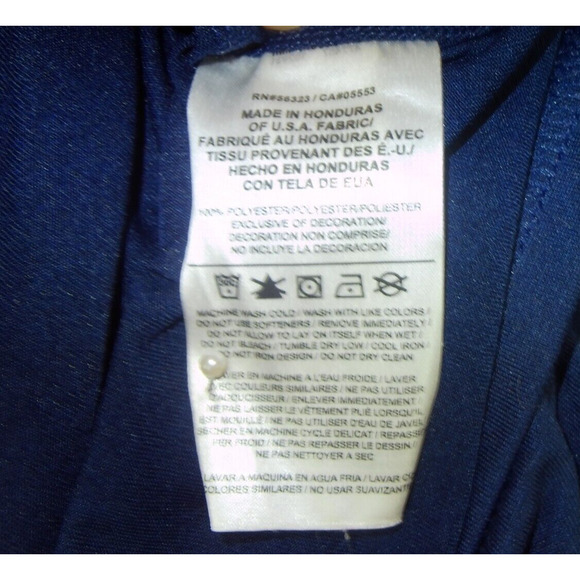 RN#56323 / CA#05553
MADE IN HONDURAS
OF U.S.A. FABRIC/
FABRIQUÉ AU HONDURAS AVEC
TISSU PROVENANT DES É.-U./
HECHO EN HONDURAS
CON TELA DE EUA
100% POLYESTER/POLYESTER/POLIESTER
EXCLUSIVE OF DECORATION/
DECORATION NON COMPRISE/
NO INCLUYE LA DECORACION
MACHINE WASH COLD / WASH WITH LIKE COLORS /
DO NOT USE SOFTENERS / REMOVE IMMEDIATELY /
DO NOT ALLOW TO LAY ON ITSELF WHEN WET /
DO NOT BLEACH / TUMBLE DRY LOW / COOL IRON /
DO NOT IRON DESIGN / DO NOT DRY CLEAN
LAVER EN MACHINE A L'EAU FROIDE / LAVER
AVEC COULEURS SIMILAIRES / NE PAS UTILISER
D'ADOUCISSEUR / ENLEVER IMMEDIATEMENT /
NE PAS LAISSER LE VÊTEMENT PLIÉ LORSQU'IL
EST MOUILLÉ / NE PAS UTILISER D'EAU DE JAVEL
SÉCHER EN MACHINE CYCLE DELICAT / REPASSER
FER FROID / NE PAS REPASSER LE DESSIN /
NE PAS NETTOYER A SEC
LAVAR A MAQUINA EN AGUA FRIA / LAVAR CON
COLORES SIMILARES / NO USAR SUAVIZANTE